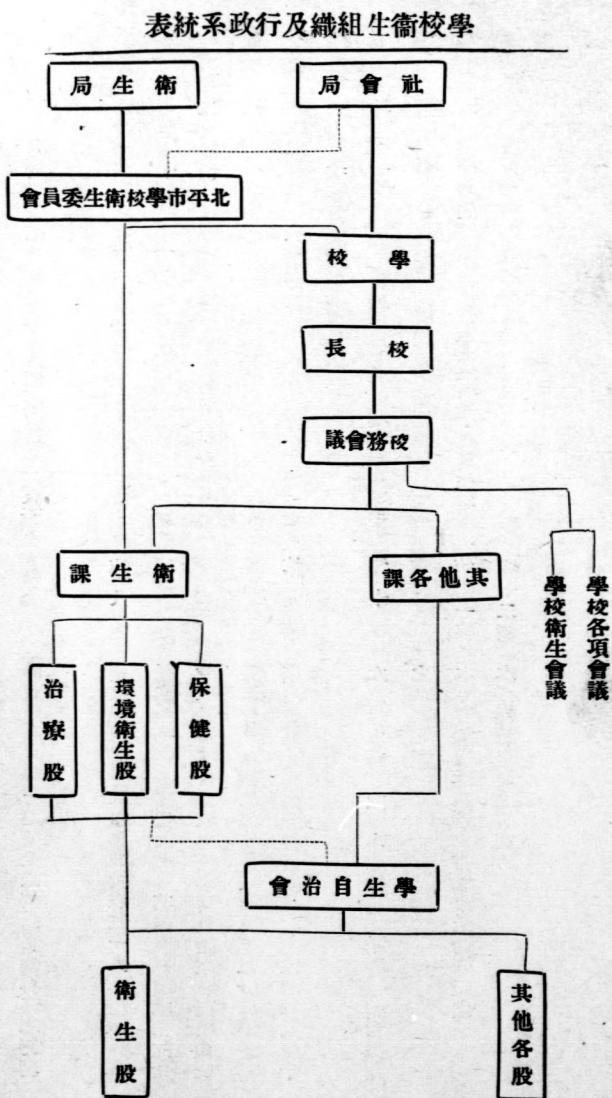 學校衛生組織及行政系統表
社會局
衛生局
北平市學校衛生委員會
學校
校長
校務會議
其他各課
衛生課
學校各項會議
學校衛生會議
保健股
環境衛生股
治療股
學生自治會
其他各股
衛生股